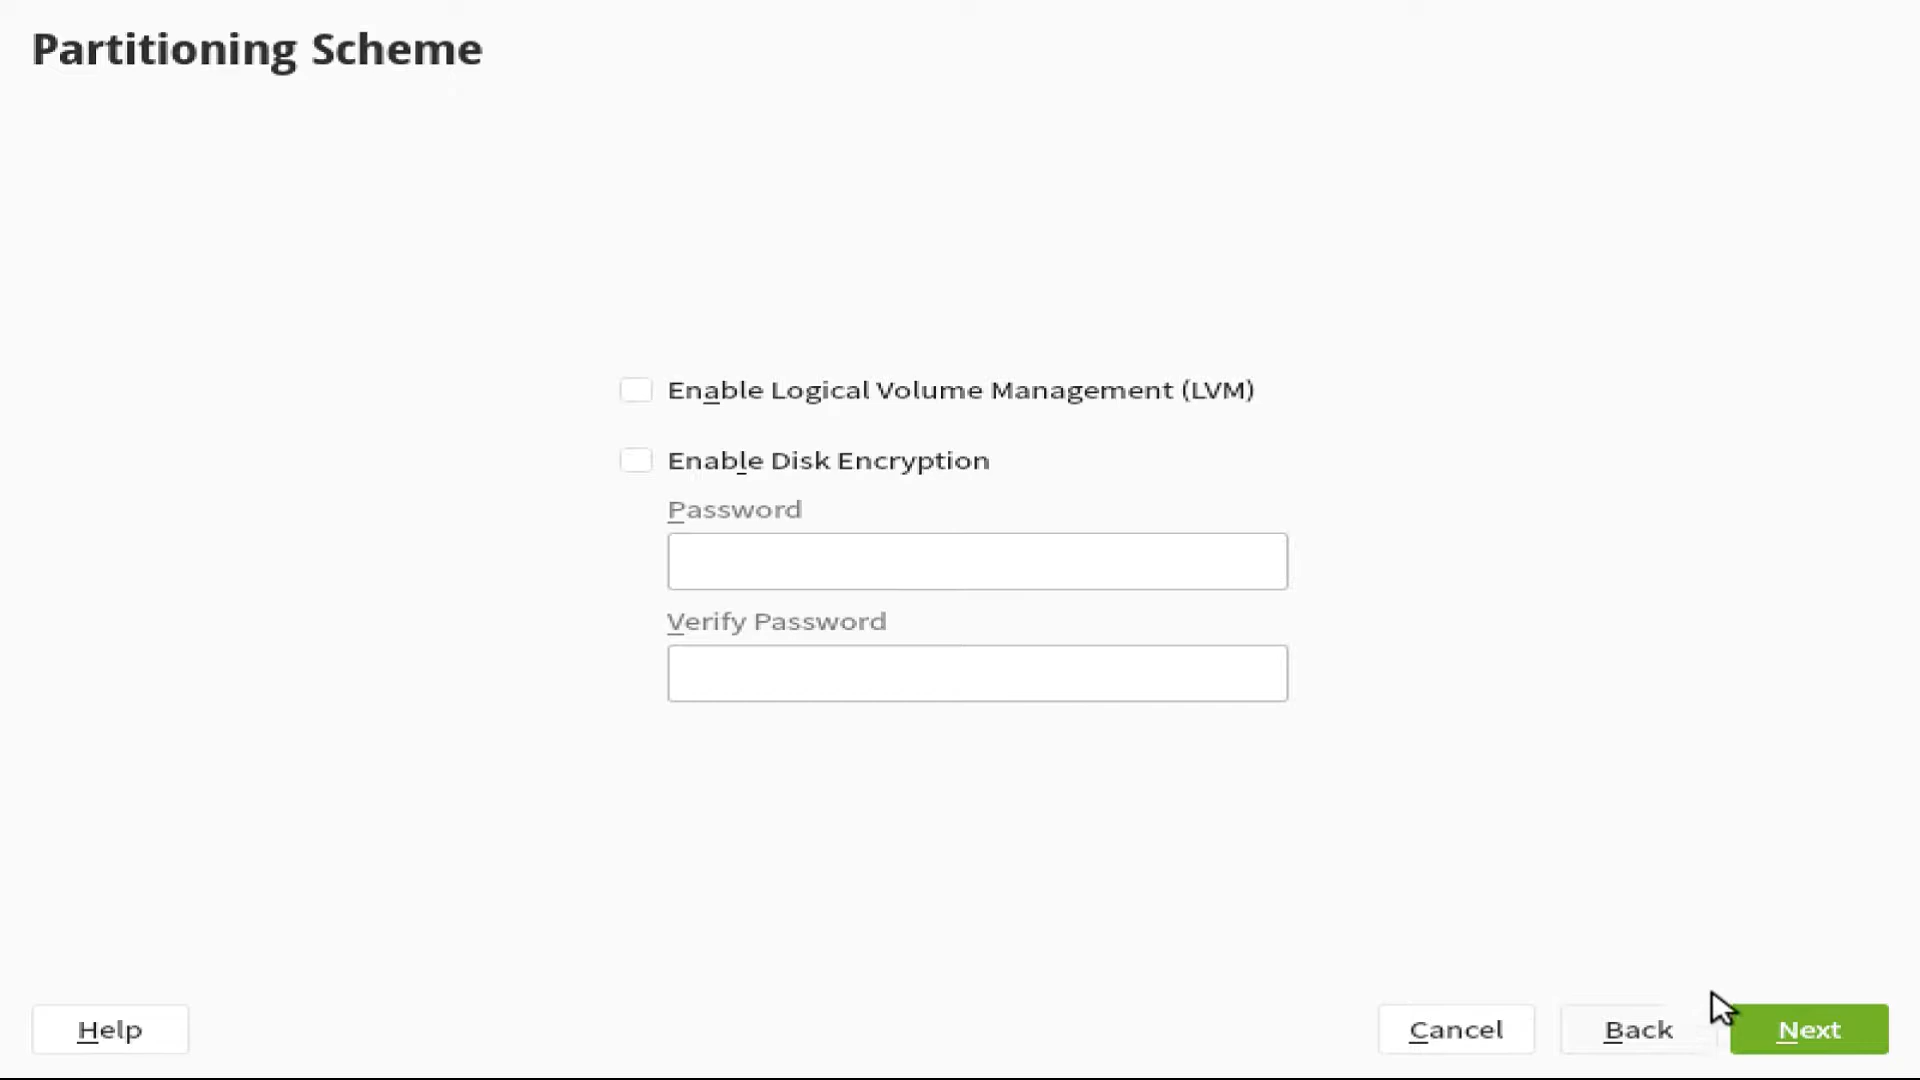 Partitioning Scheme
Enable Logical Volume Management (LVM)
Enable Disk Encryption
Password
Verify Password
Help
Cancel
Back
Next